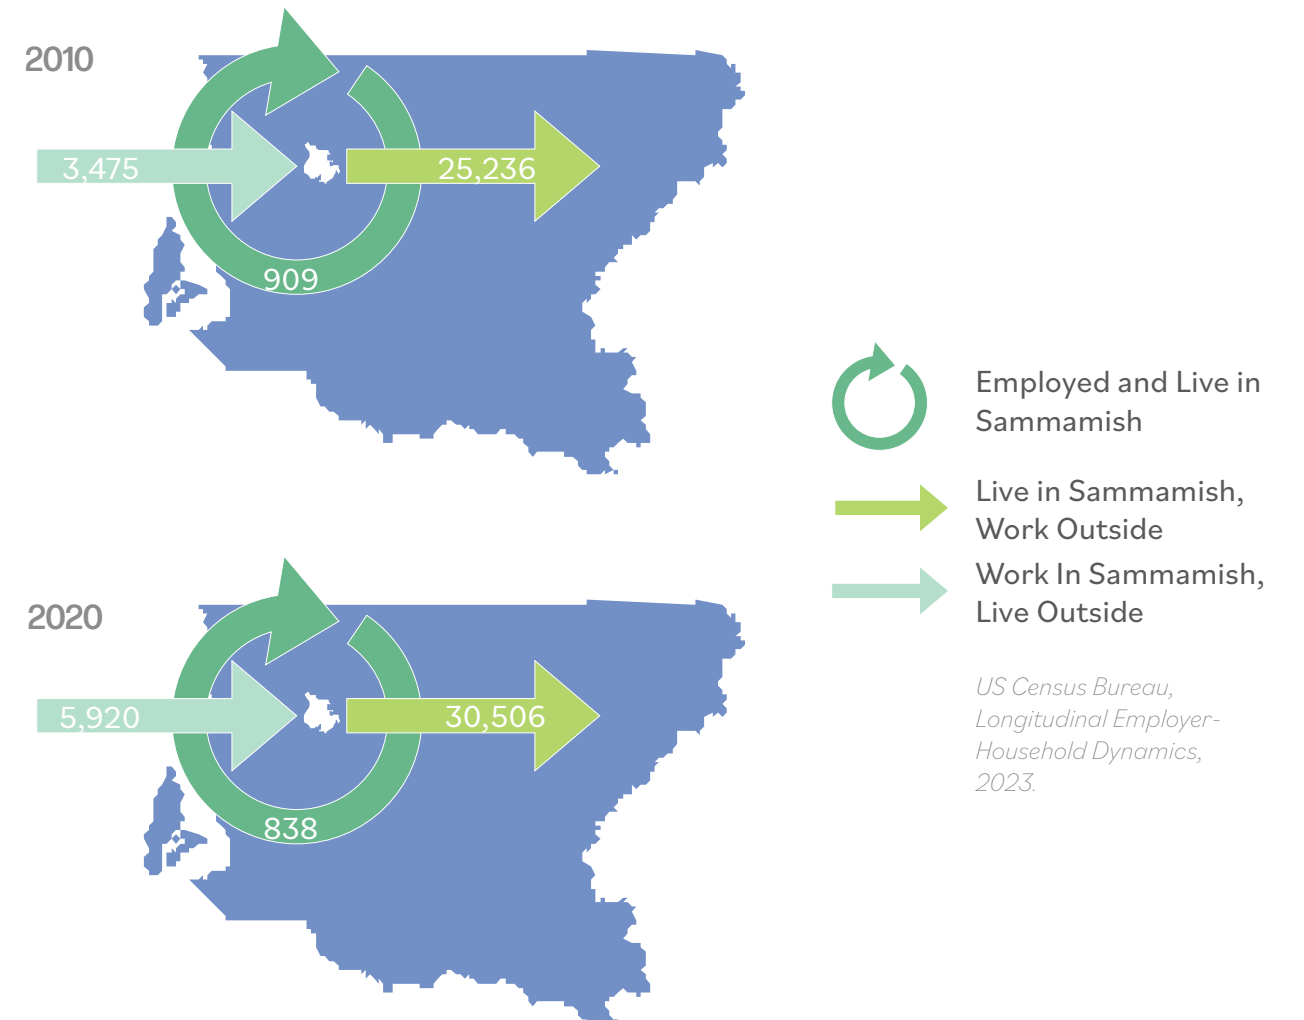 2010
3,475
25,236
909
Employed and Live in
Sammamish
Live in Sammamish,
Work Outside
Work In Sammamish,
Live Outside
US Census Bureau,
Longitudinal Employer-
Household Dynamics,
2023.
2020
5,920
30,506
838